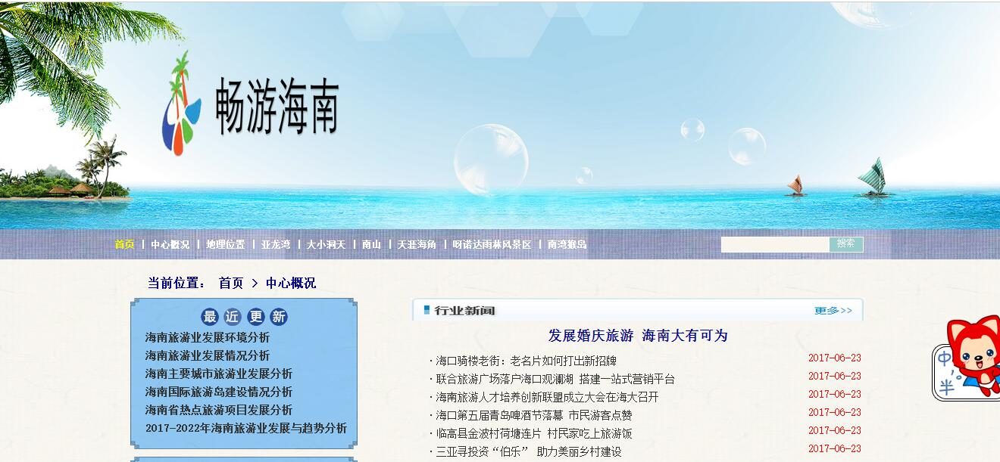 畅游海南
首页 | 中心概况 | 地理位置 | 亚龙湾 | 大小洞天 | 南山 | 天涯海角 | 呀诺达雨林风景区 | 南湾猴岛 搜索
当前位置： 首页 > 中心概况
最近更新
海南旅游业发展环境分析
海南旅游业发展情况分析
海南主要城市旅游业发展分析
海南国际旅游岛建设情况分析
海南省热点旅游项目发展分析
2017-2022年海南旅游业发展与趋势分析
行业新闻 更多>>
发展婚庆旅游 海南大有可为
·海口骑楼老街：老名片如何打出新招牌 2017-06-23
·联合旅游广场落户海口观澜湖 搭建一站式营销平台 2017-06-23
·海南旅游人才培养创新联盟成立大会在海大召开 2017-06-23
·海口第五届青岛啤酒节落幕 市民游客点赞 2017-06-23
·临高县金波村荷塘连片 村民家吃上旅游饭 2017-06-23
·三亚寻投资“伯乐” 助力美丽乡村建设 2017-06-23
中
半